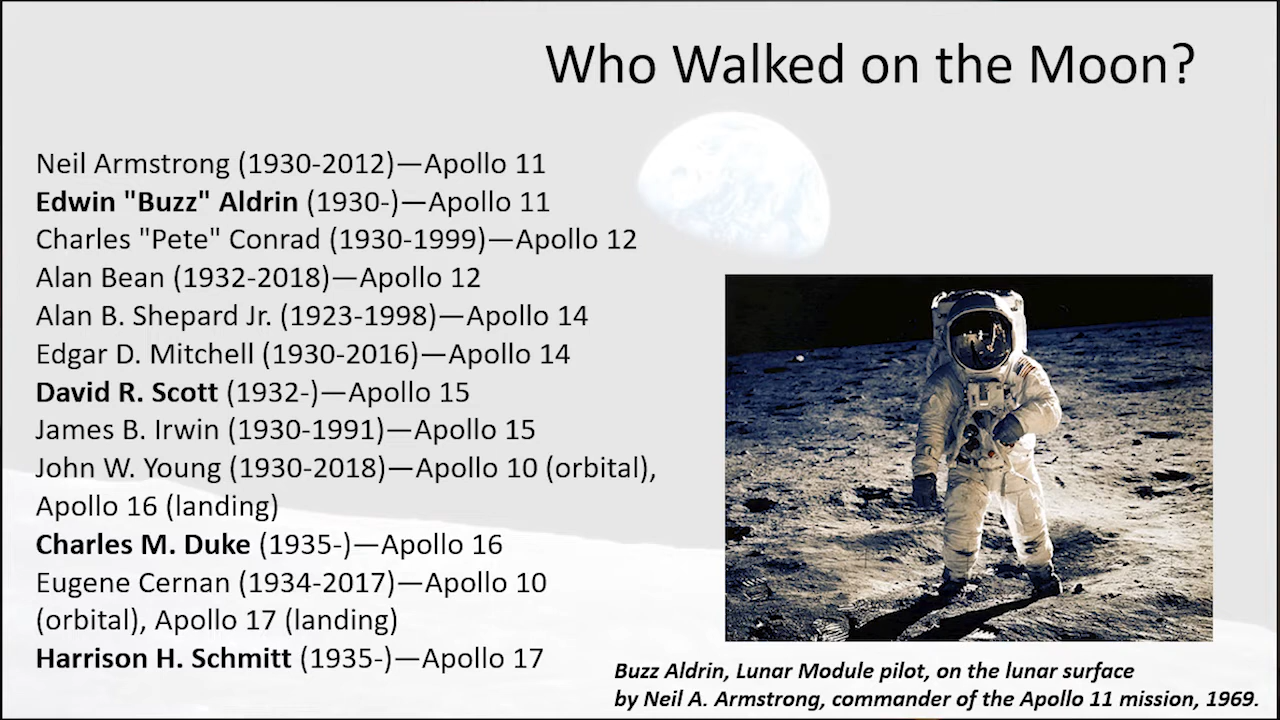 Who Walked on the Moon?
Neil Armstrong (1930-2012)—Apollo 11
Edwin "Buzz" Aldrin (1930-)—Apollo 11
Charles "Pete" Conrad (1930-1999)—Apollo 12
Alan Bean (1932-2018)—Apollo 12
Alan B. Shepard Jr. (1923-1998)—Apollo 14
Edgar D. Mitchell (1930-2016)—Apollo 14
David R. Scott (1932-)—Apollo 15
James B. Irwin (1930-1991)—Apollo 15
John W. Young (1930-2018)—Apollo 10 (orbital),
Apollo 16 (landing)
Charles M. Duke (1935-)—Apollo 16
Eugene Cernan (1934-2017)—Apollo 10
(orbital), Apollo 17 (landing)
Harrison H. Schmitt (1935-)—Apollo 17
Buzz Aldrin, Lunar Module pilot, on the lunar surface
by Neil A. Armstrong, commander of the Apollo 11 mission, 1969.